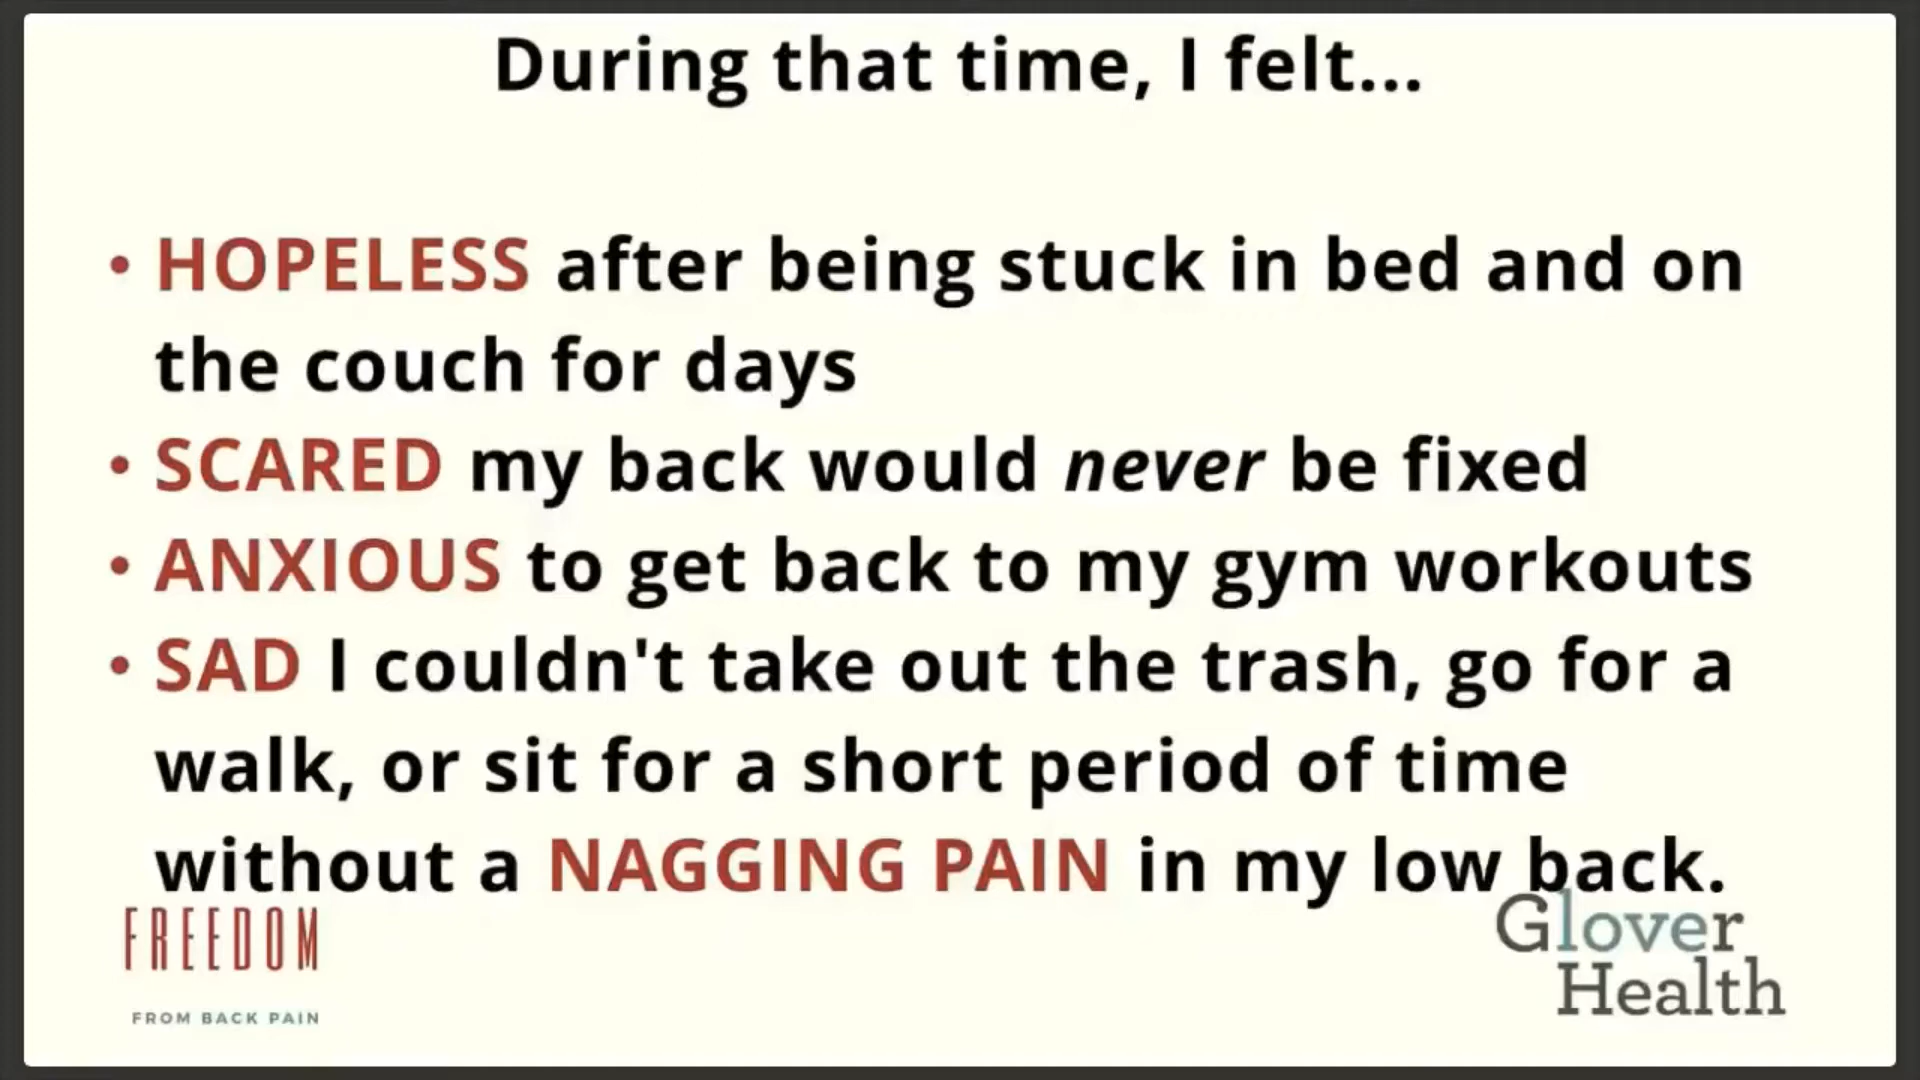 During that time, I felt...
• HOPELESS after being stuck in bed and on
the couch for days
• SCARED my back would never be fixed
• ANXIOUS to get back to my gym workouts
• SAD I couldn't take out the trash, go for a
walk, or sit for a short period of time
without a NAGGING PAIN in my low back.
FREEDOM
FROM BACK PAIN
Glover
Health